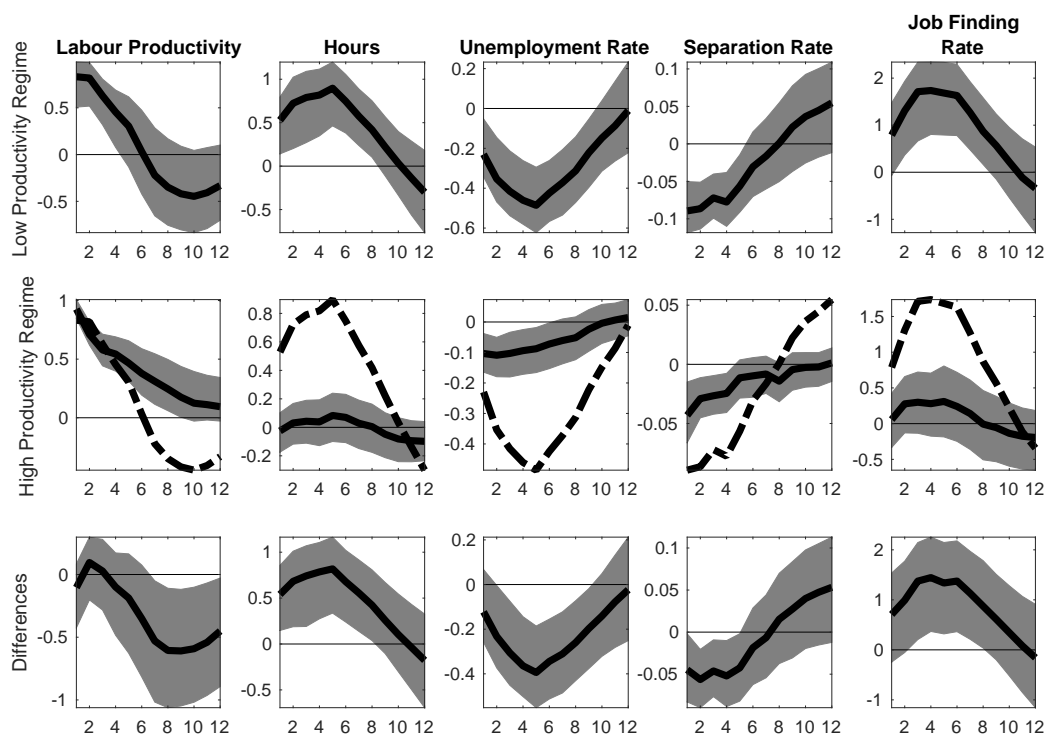 Labour Productivity
Hours
Unemployment Rate
Separation Rate
Job Finding
Rate
Low Productivity Regime
0.5
0
-0.5
2 4 6 8 10 12
1
0.5
0
-0.5
2 4 6 8 10 12
0.2
0
-0.2
-0.4
-0.6
2 4 6 8 10 12
0.1
0.05
0
-0.05
-0.1
2 4 6 8 10 12
2
1
0
-1
2 4 6 8 10 12
High Productivity Regime
1
0.5
0
2 4 6 8 10 12
0.8
0.6
0.4
0.2
0
-0.2
2 4 6 8 10 12
0
-0.1
-0.2
-0.3
-0.4
2 4 6 8 10 12
0.05
0
-0.05
2 4 6 8 10 12
1.5
1
0.5
0
-0.5
2 4 6 8 10 12
Differences
0
-0.5
-1
2 4 6 8 10 12
1
0.5
0
-0.5
2 4 6 8 10 12
0.2
0
-0.2
-0.4
2 4 6 8 10 12
0.1
0.05
0
-0.05
2 4 6 8 10 12
2
1
0
-1
2 4 6 8 10 12